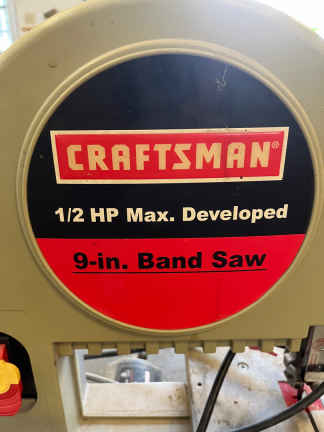 CRAFTSMAN®
1/2 HP Max. Developed
9-in. Band Saw